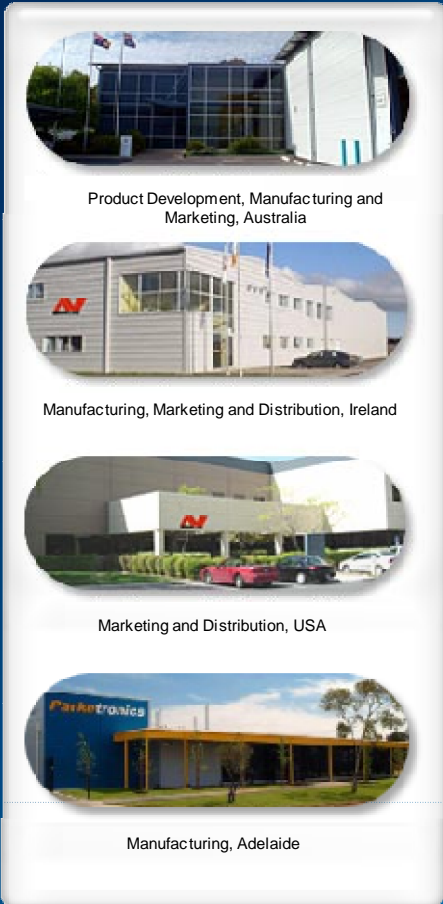 Product Development, Manufacturing and
Marketing, Australia
Manufacturing, Marketing and Distribution, Ireland
Marketing and Distribution, USA
Parketronics
Manufacturing, Adelaide